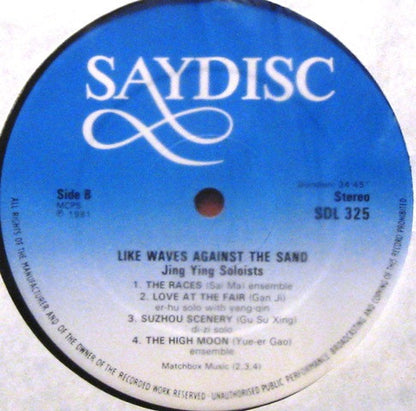 SAYDISC
Duration: 24'45"
Side B
MCPS
℗ 1981
Stereo
SDL 325
LIKE WAVES AGAINST THE SAND
Jing Ying Soloists
1. THE RACES (Sai Ma) ensemble
2. LOVE AT THE FAIR (Gan Ji)
er-hu solo with yang-qin
3. SUZHOU SCENERY (Gu Su Xing)
di-zi solo
4. THE HIGH MOON (Yue-er Gao)
ensemble
Matchbox Music (2.3.4)
ALL RIGHTS OF THE MANUFACTURER AND OF THE OWNER OF THE RECORDED WORK RESERVED - UNAUTHORISED PUBLIC PERFORMANCE, BROADCASTING AND COPYING OF THIS RECORD PROHIBITED